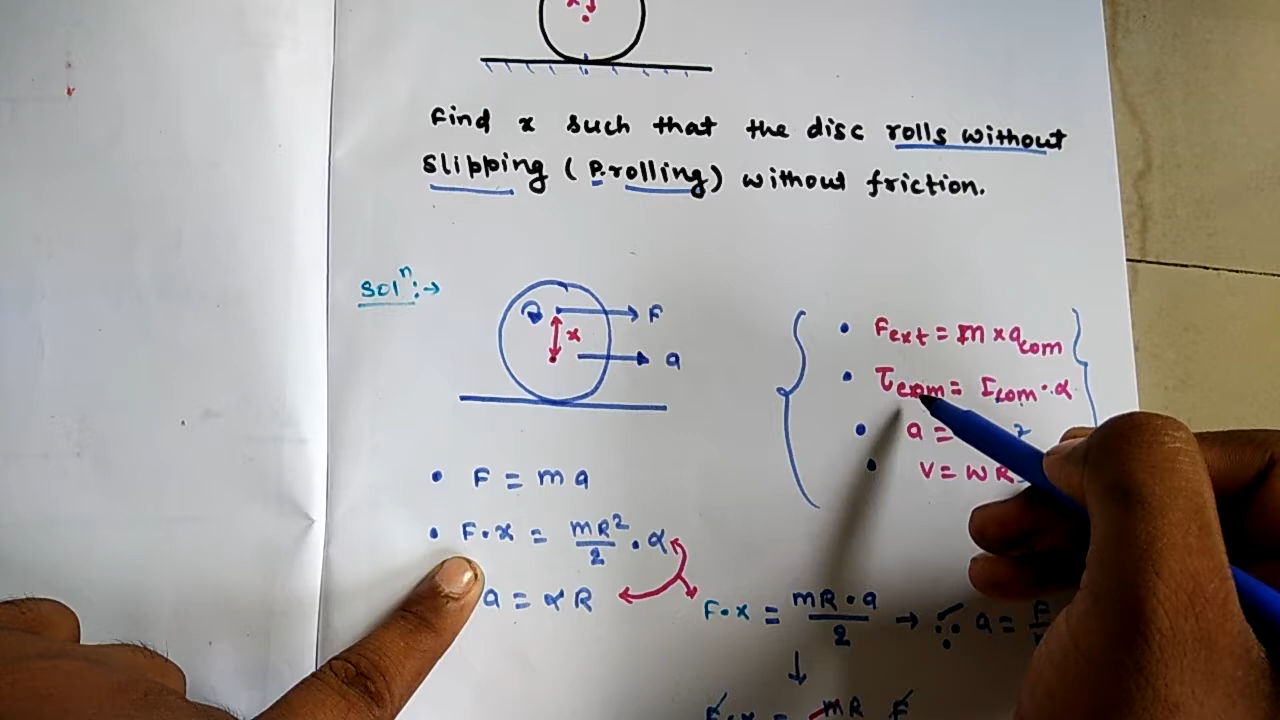 x
Find x such that the disc rolls without
slipping (P.rolling) without friction.
Solⁿ:→
F
x
a
• Fext = m × acom
• τcom = Icom · α
• a =
• v = ωR
• F = ma
• F·x = mR²/2 · α
a = αR
F·x = mR·a/2 → ∴ a = F
↓
F·x = mR F